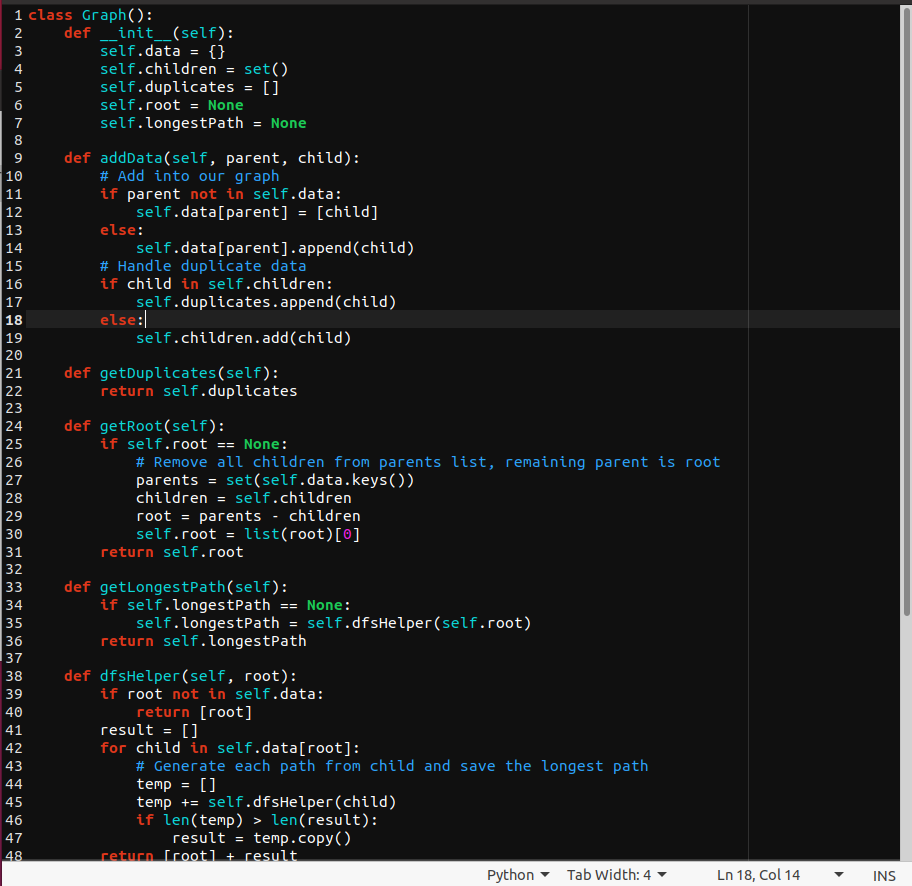 1 class Graph():
2     def __init__(self):
3         self.data = {}
4         self.children = set()
5         self.duplicates = []
6         self.root = None
7         self.longestPath = None
8
9     def addData(self, parent, child):
10         # Add into our graph
11         if parent not in self.data:
12             self.data[parent] = [child]
13         else:
14             self.data[parent].append(child)
15         # Handle duplicate data
16         if child in self.children:
17             self.duplicates.append(child)
18         else:
19             self.children.add(child)
20
21     def getDuplicates(self):
22         return self.duplicates
23
24     def getRoot(self):
25         if self.root == None:
26             # Remove all children from parents list, remaining parent is root
27             parents = set(self.data.keys())
28             children = self.children
29             root = parents - children
30             self.root = list(root)[0]
31         return self.root
32
33     def getLongestPath(self):
34         if self.longestPath == None:
35             self.longestPath = self.dfsHelper(self.root)
36         return self.longestPath
37
38     def dfsHelper(self, root):
39         if root not in self.data:
40             return [root]
41         result = []
42         for child in self.data[root]:
43             # Generate each path from child and save the longest path
44             temp = []
45             temp += self.dfsHelper(child)
46             if len(temp) > len(result):
47                 result = temp.copy()
48         return [root] + result
Python Tab Width: 4 Ln 18, Col 14 INS